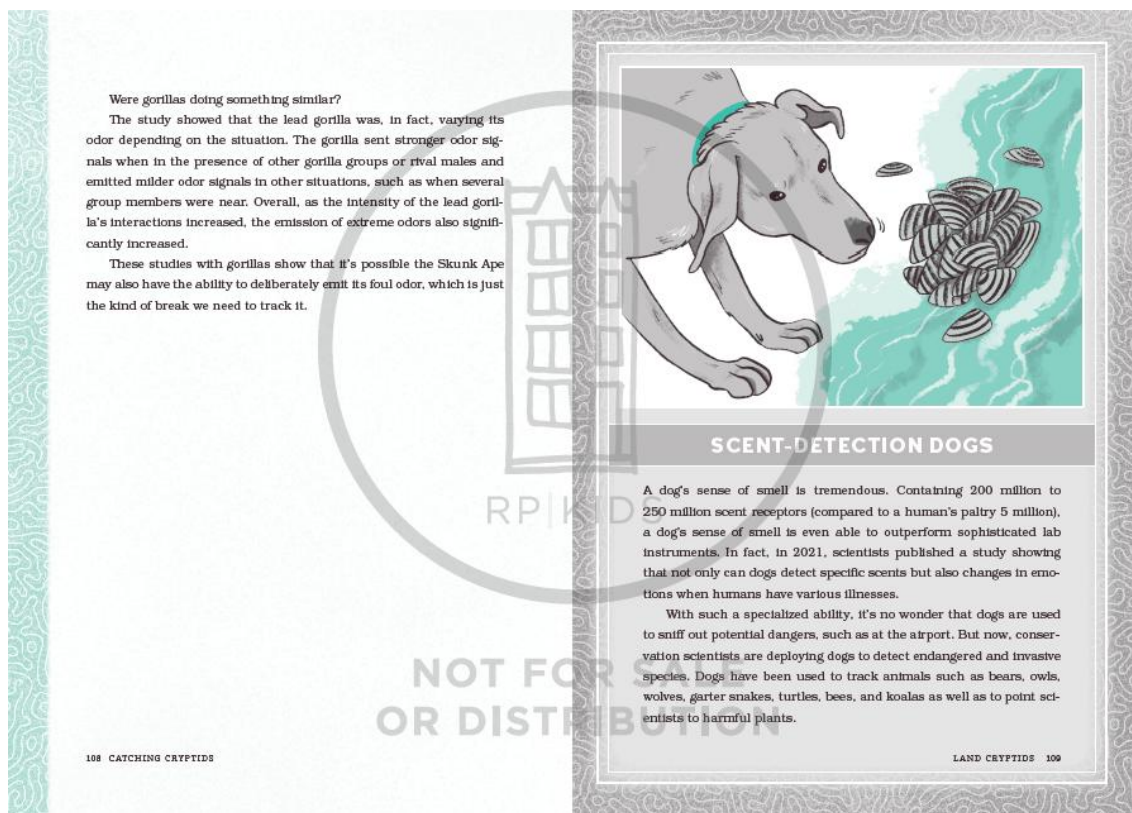 Were gorillas doing something similar?
The study showed that the lead gorilla was, in fact, varying its
odor depending on the situation. The gorilla sent stronger odor sig-
nals when in the presence of other gorilla groups or rival males and
emitted milder odor signals in other situations, such as when several
group members were near. Overall, as the intensity of the lead goril-
la's interactions increased, the emission of extreme odors also signifi-
cantly increased.
These studies with gorillas show that it's possible the Skunk Ape
may also have the ability to deliberately emit its foul odor, which is just
the kind of break we need to track it.
108 CATCHING CRYPTIDS
SCENT-DETECTION DOGS
A dog's sense of smell is tremendous. Containing 200 million to
250 million scent receptors (compared to a human's paltry 5 million),
a dog's sense of smell is even able to outperform sophisticated lab
instruments. In fact, in 2021, scientists published a study showing
that not only can dogs detect specific scents but also changes in emo-
tions when humans have various illnesses.
With such a specialized ability, it's no wonder that dogs are used
to sniff out potential dangers, such as at the airport. But now, conser-
vation scientists are deploying dogs to detect endangered and invasive
species. Dogs have been used to track animals such as bears, owls,
wolves, garter snakes, turtles, bees, and koalas as well as to point sci-
entists to harmful plants.
LAND CRYPTIDS 109
RP|KIDS
NOT FOR SALE
OR DISTRIBUTION